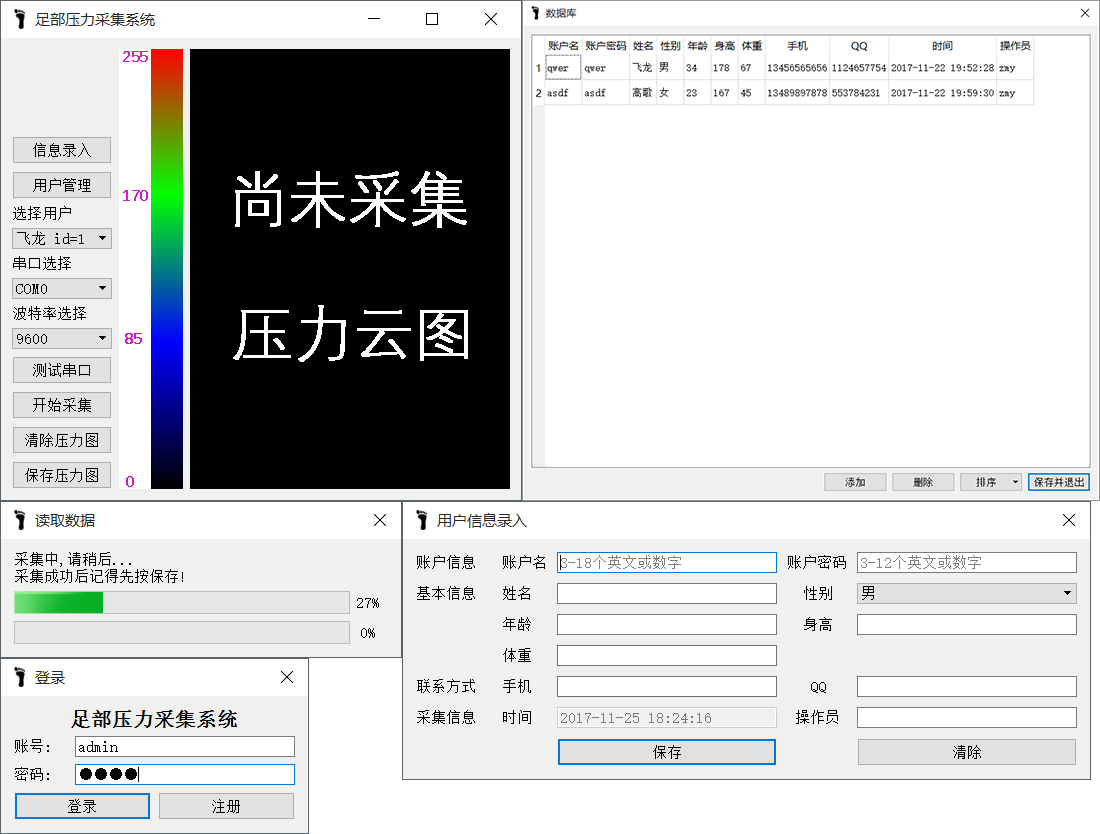 足部压力采集系统
255
170
85
0
信息录入
用户管理
选择用户
飞龙 id=1
串口选择
COM0
波特率选择
9600
测试串口
开始采集
清除压力图
保存压力图
尚未采集
压力云图
数据库
账户名 账户密码 姓名 性别 年龄 身高 体重 手机 QQ 时间 操作员
1 qwer qwer 飞龙 男 34 178 67 13456565656 1124657754 2017-11-22 19:52:28 zmy
2 asdf asdf 高歌 女 23 167 45 13489897878 553784231 2017-11-22 19:59:30 zmy
添加 删除 排序 保存并退出
读取数据
采集中,请稍后...
采集成功后记得先按保存!
27%
0%
用户信息录入
账户信息 账户名 3-18个英文或数字 账户密码 3-12个英文或数字
基本信息 姓名 性别 男
年龄 身高
体重
联系方式 手机 QQ
采集信息 时间 2017-11-25 18:24:16 操作员
保存 清除
登录
足部压力采集系统
账号: admin
密码: ●●●●
登录 注册